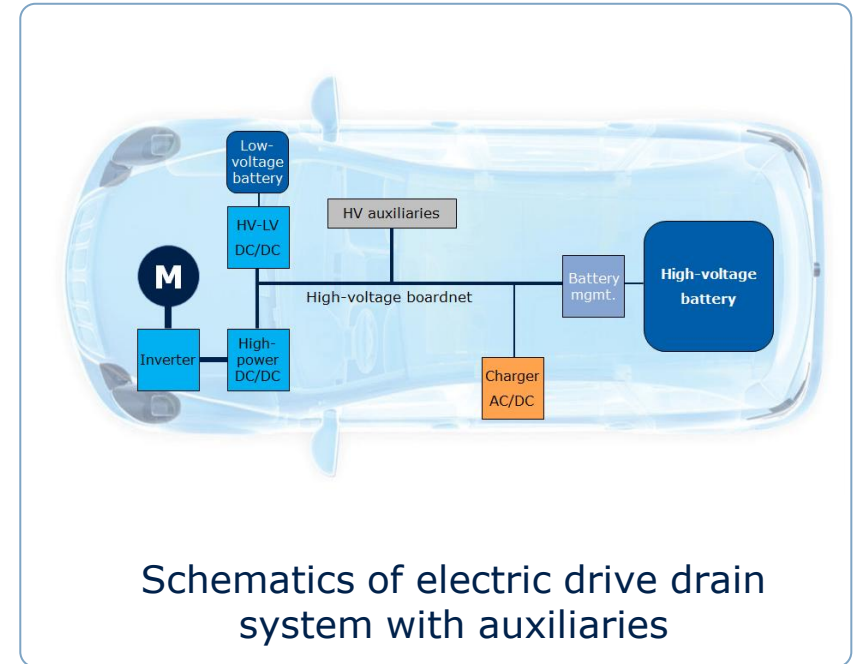 Low-
voltage
battery
HV-LV
DC/DC
HV auxiliaries
M
High-voltage boardnet
Battery
mgmt.
High-voltage
battery
Inverter
High-
power
DC/DC
Charger
AC/DC
Schematics of electric drive drain
system with auxiliaries